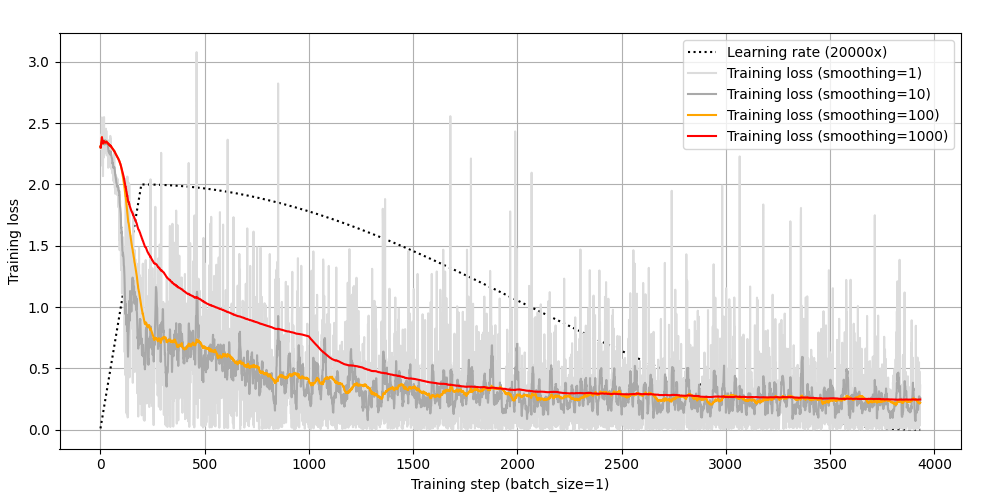 Learning rate (20000x)
Training loss (smoothing=1)
Training loss (smoothing=10)
Training loss (smoothing=100)
Training loss (smoothing=1000)
Training loss
3.0
2.5
2.0
1.5
1.0
0.5
0.0
0 500 1000 1500 2000 2500 3000 3500 4000
Training step (batch_size=1)